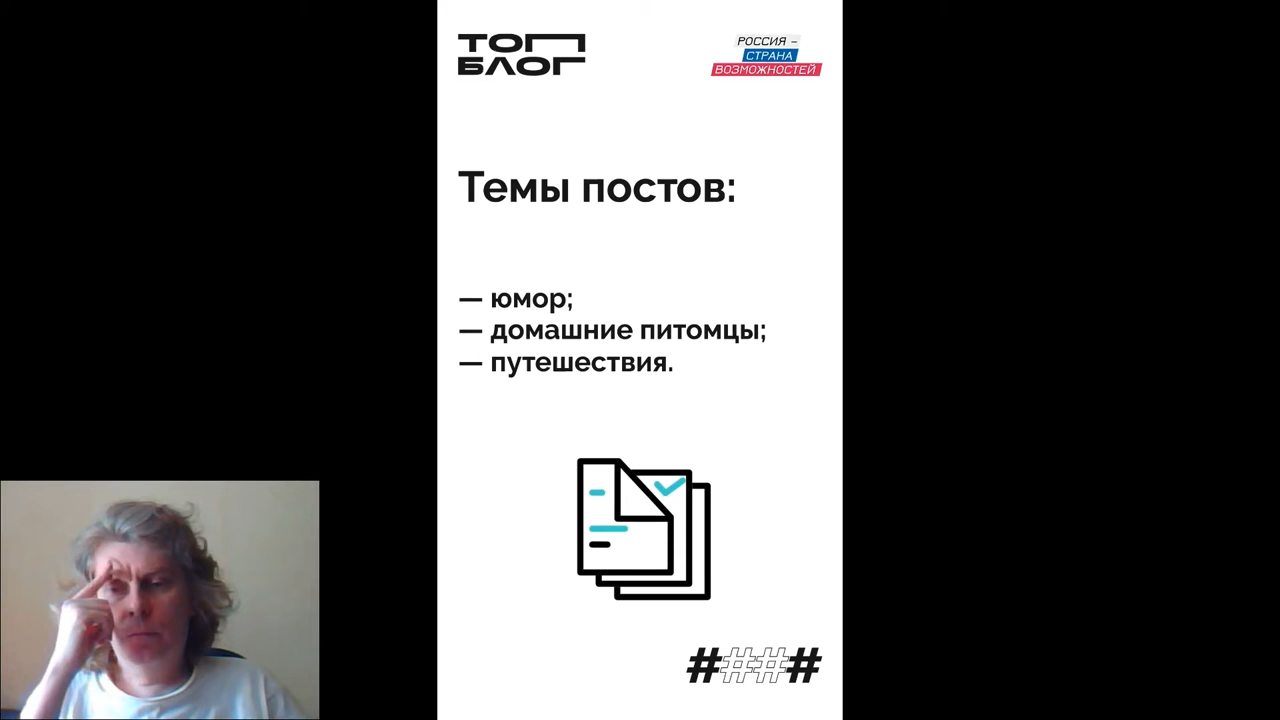 ТОП
БЛОГ
РОССИЯ –
СТРАНА
ВОЗМОЖНОСТЕЙ
Темы постов:
— юмор;
— домашние питомцы;
— путешествия.
####